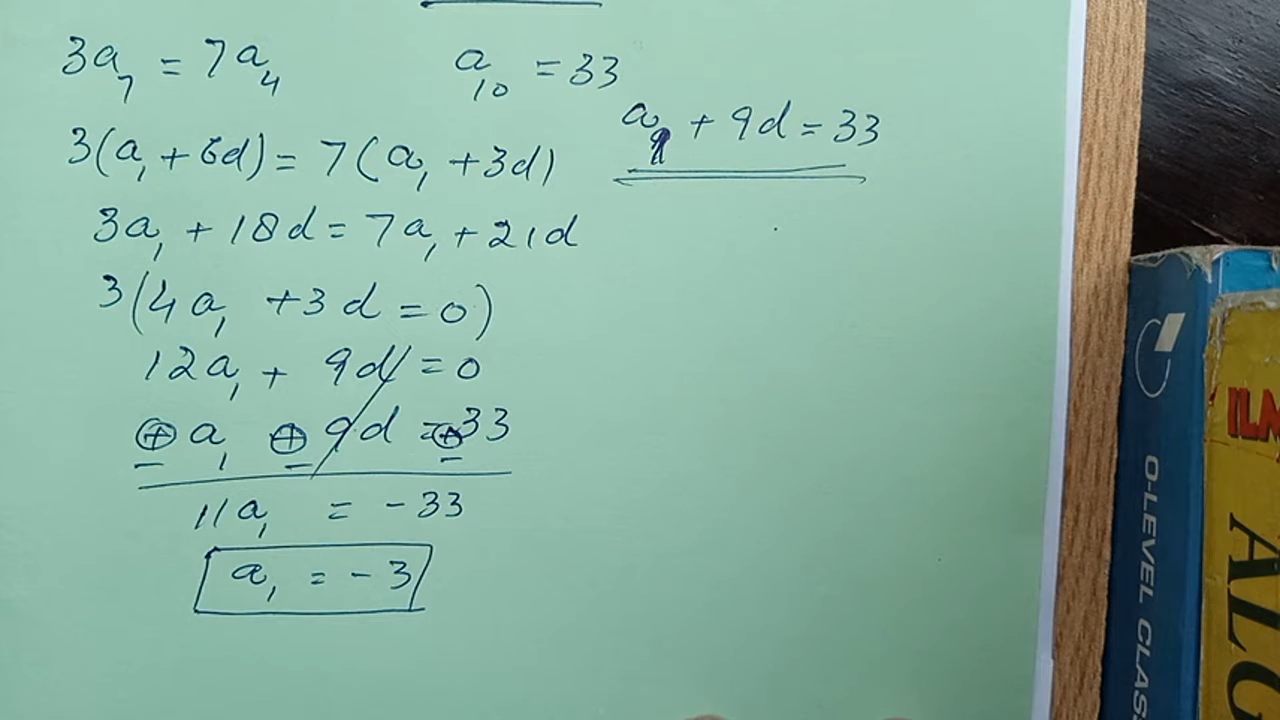 3a₇ = 7a₄
a₁₀ = 33
a₁ + 9d = 33
3(a₁ + 6d) = 7(a₁ + 3d)
3a₁ + 18d = 7a₁ + 21d
3(4a₁ + 3d = 0)
12a₁ + 9d = 0
⊕ a₁ ⊕ 9d = ⊕33
− − −
11a₁ = -33
a₁ = -3
O-LEVEL CLAS
ALG